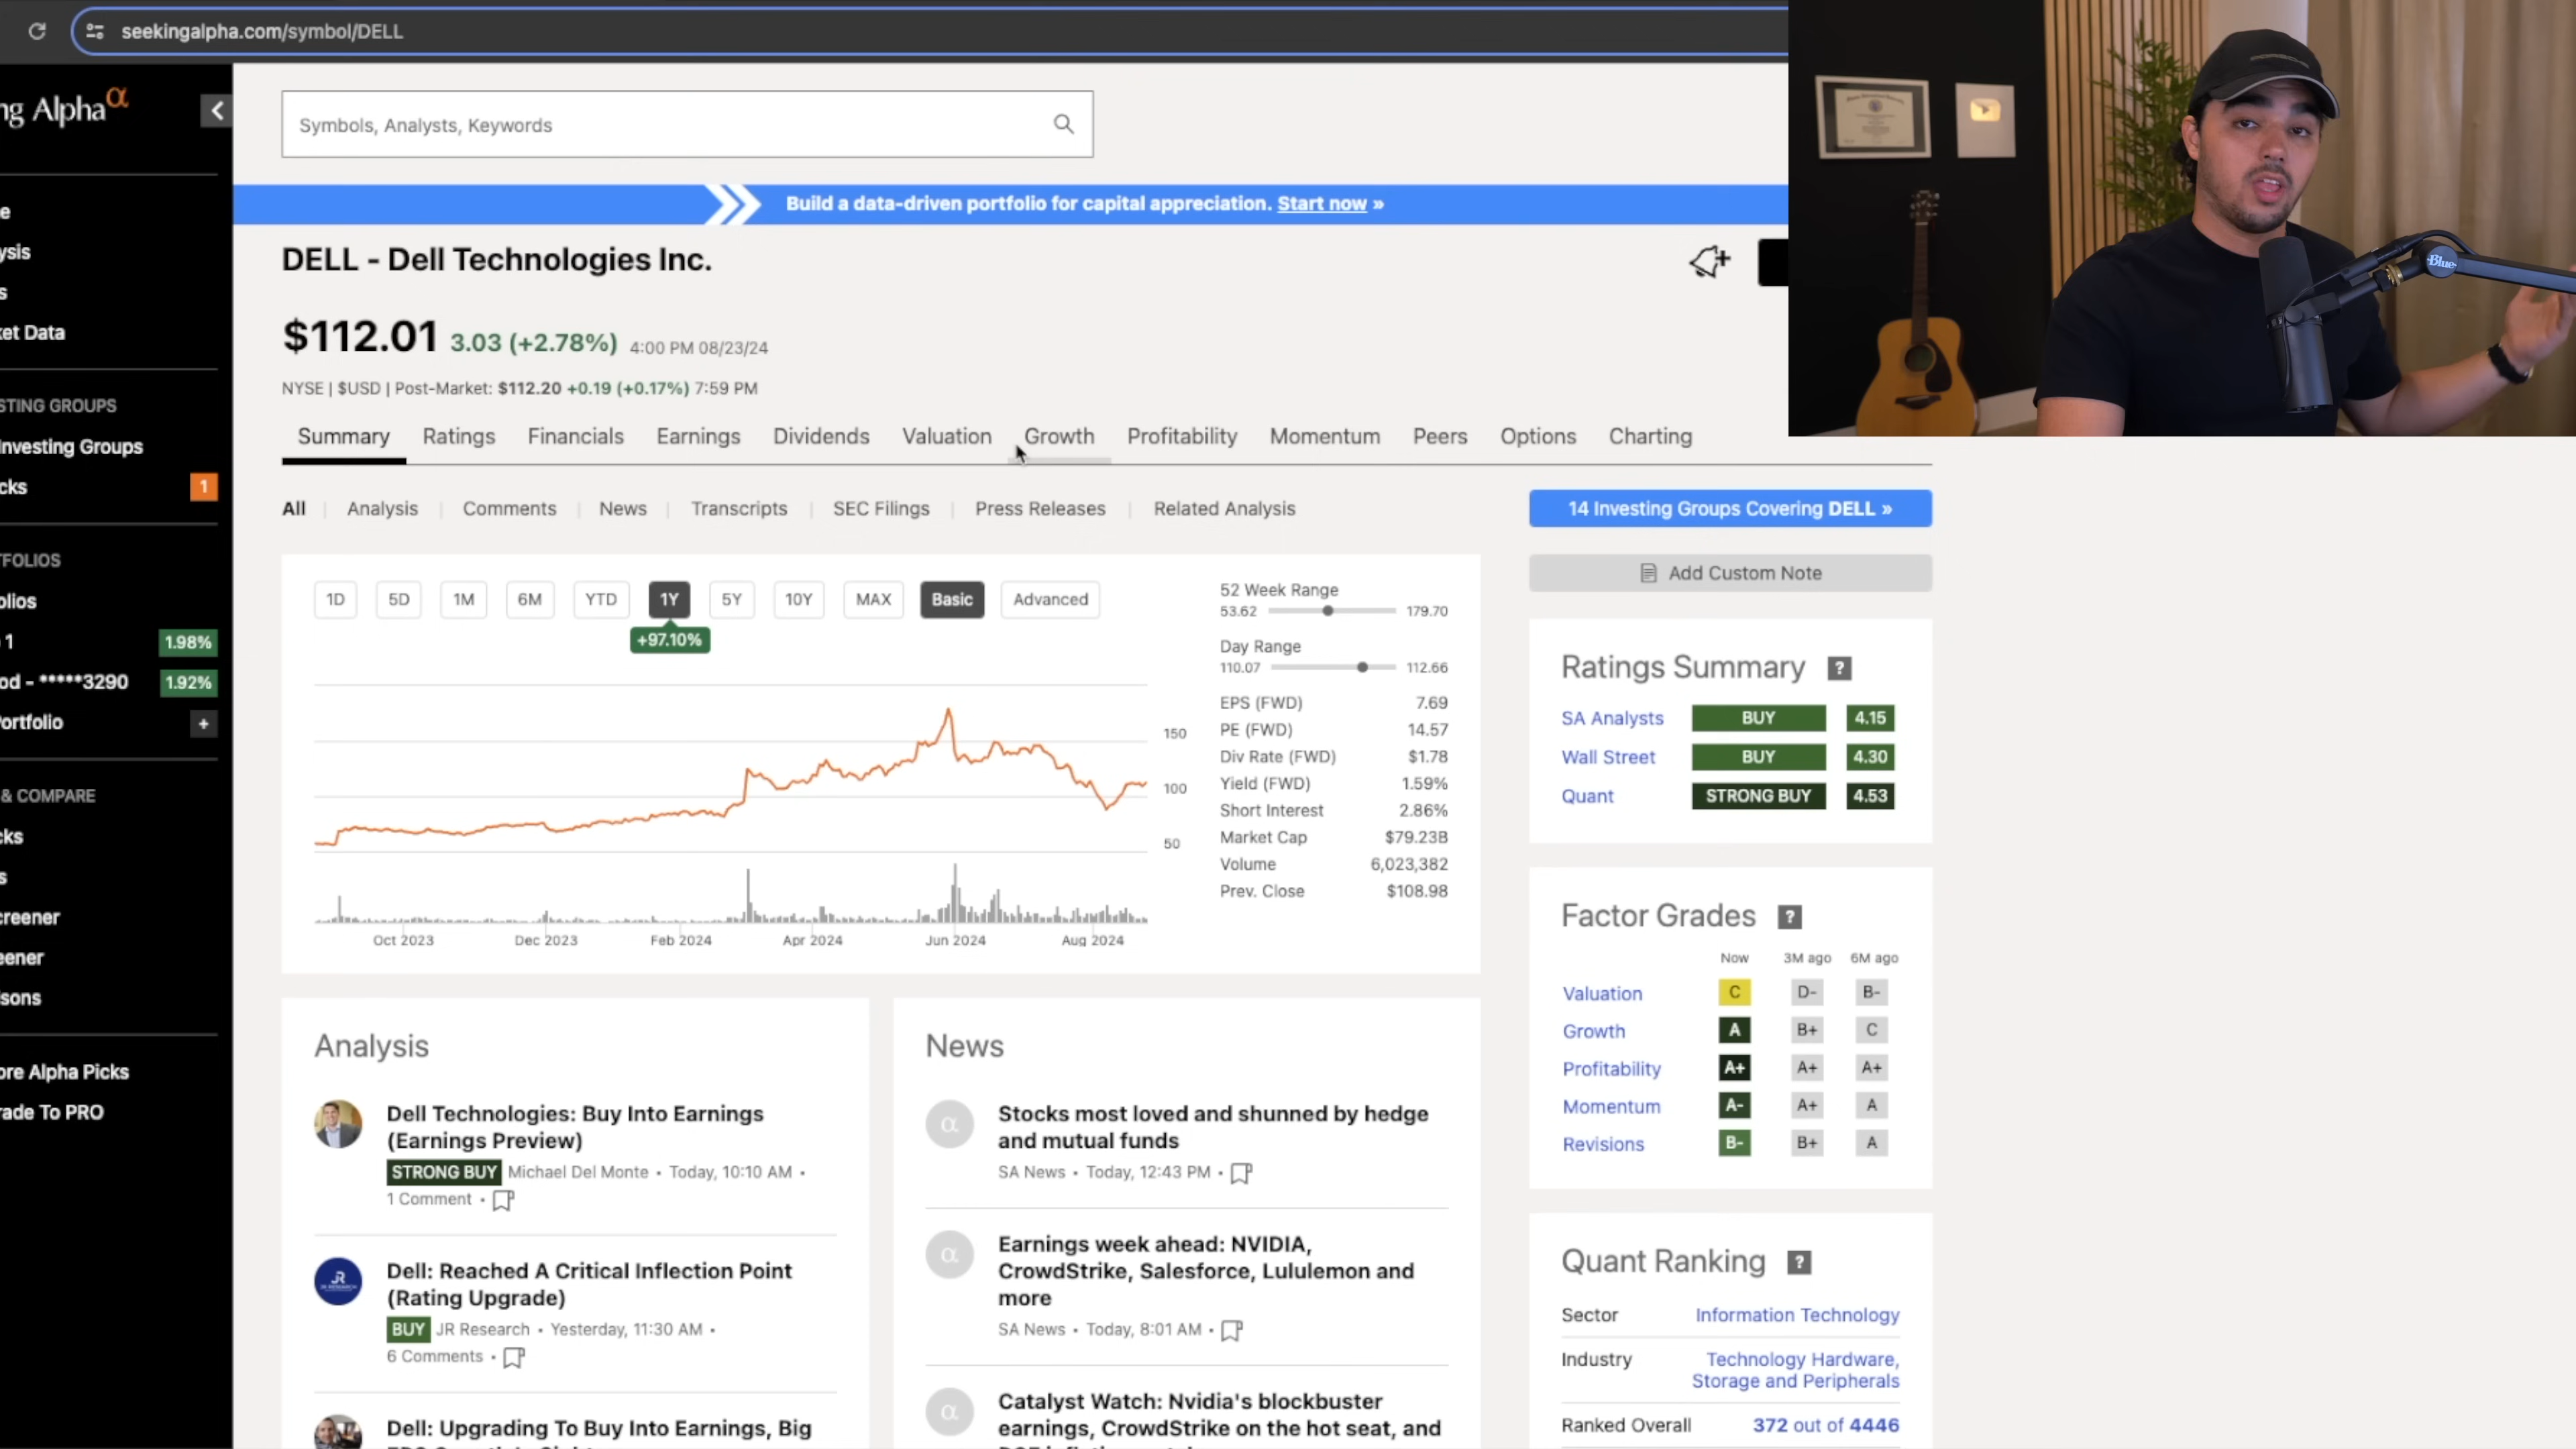 seekingalpha.com/symbol/DELL
ng Alphaα
Symbols, Analysts, Keywords
Build a data-driven portfolio for capital appreciation. Start now »
e
ysis
s
ket Data
STING GROUPS
Investing Groups
cks 1
FOLIOS
olios
1 1.98%
od - *****3290 1.92%
ortfolio +
& COMPARE
cks
s
creener
eener
isons
ore Alpha Picks
rade To PRO
DELL - Dell Technologies Inc.
$112.01 3.03 (+2.78%) 4:00 PM 08/23/24
NYSE | $USD | Post-Market: $112.20 +0.19 (+0.17%) 7:59 PM
Summary Ratings Financials Earnings Dividends Valuation Growth Profitability Momentum Peers Options Charting
All | Analysis | Comments | News | Transcripts | SEC Filings | Press Releases | Related Analysis
1D 5D 1M 6M YTD 1Y 5Y 10Y MAX Basic Advanced
+97.10%
150
100
50
Oct 2023 Dec 2023 Feb 2024 Apr 2024 Jun 2024 Aug 2024
52 Week Range
53.62 179.70
Day Range
110.07 112.66
EPS (FWD) 7.69
PE (FWD) 14.57
Div Rate (FWD) $1.78
Yield (FWD) 1.59%
Short Interest 2.86%
Market Cap $79.23B
Volume 6,023,382
Prev. Close $108.98
14 Investing Groups Covering DELL »
Add Custom Note
Ratings Summary ?
SA Analysts BUY 4.15
Wall Street BUY 4.30
Quant STRONG BUY 4.53
Factor Grades ?
Now 3M ago 6M ago
Valuation C D- B-
Growth A B+ C
Profitability A+ A+ A+
Momentum A- A+ A
Revisions B- B+ A
Quant Ranking ?
Sector Information Technology
Industry Technology Hardware,
Storage and Peripherals
Ranked Overall 372 out of 4446
Analysis
Dell Technologies: Buy Into Earnings
(Earnings Preview)
STRONG BUY Michael Del Monte • Today, 10:10 AM •
1 Comment •
JR
Dell: Reached A Critical Inflection Point
(Rating Upgrade)
BUY JR Research • Yesterday, 11:30 AM •
6 Comments •
Dell: Upgrading To Buy Into Earnings, Big
News
α
Stocks most loved and shunned by hedge
and mutual funds
SA News • Today, 12:43 PM •
α
Earnings week ahead: NVIDIA,
CrowdStrike, Salesforce, Lululemon and
more
SA News • Today, 8:01 AM •
α
Catalyst Watch: Nvidia's blockbuster
earnings, CrowdStrike on the hot seat, and
Blue